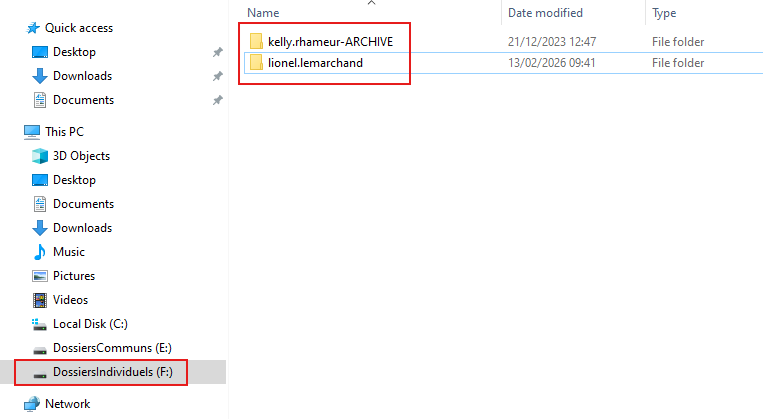 Quick access
Desktop
Downloads
Documents
This PC
3D Objects
Desktop
Documents
Downloads
Music
Pictures
Videos
Local Disk (C:)
DossiersCommuns (E:)
DossiersIndividuels (F:)
Network
Name Date modified Type
kelly.rhameur-ARCHIVE 21/12/2023 12:47 File folder
lionel.lemarchand 13/02/2026 09:41 File folder